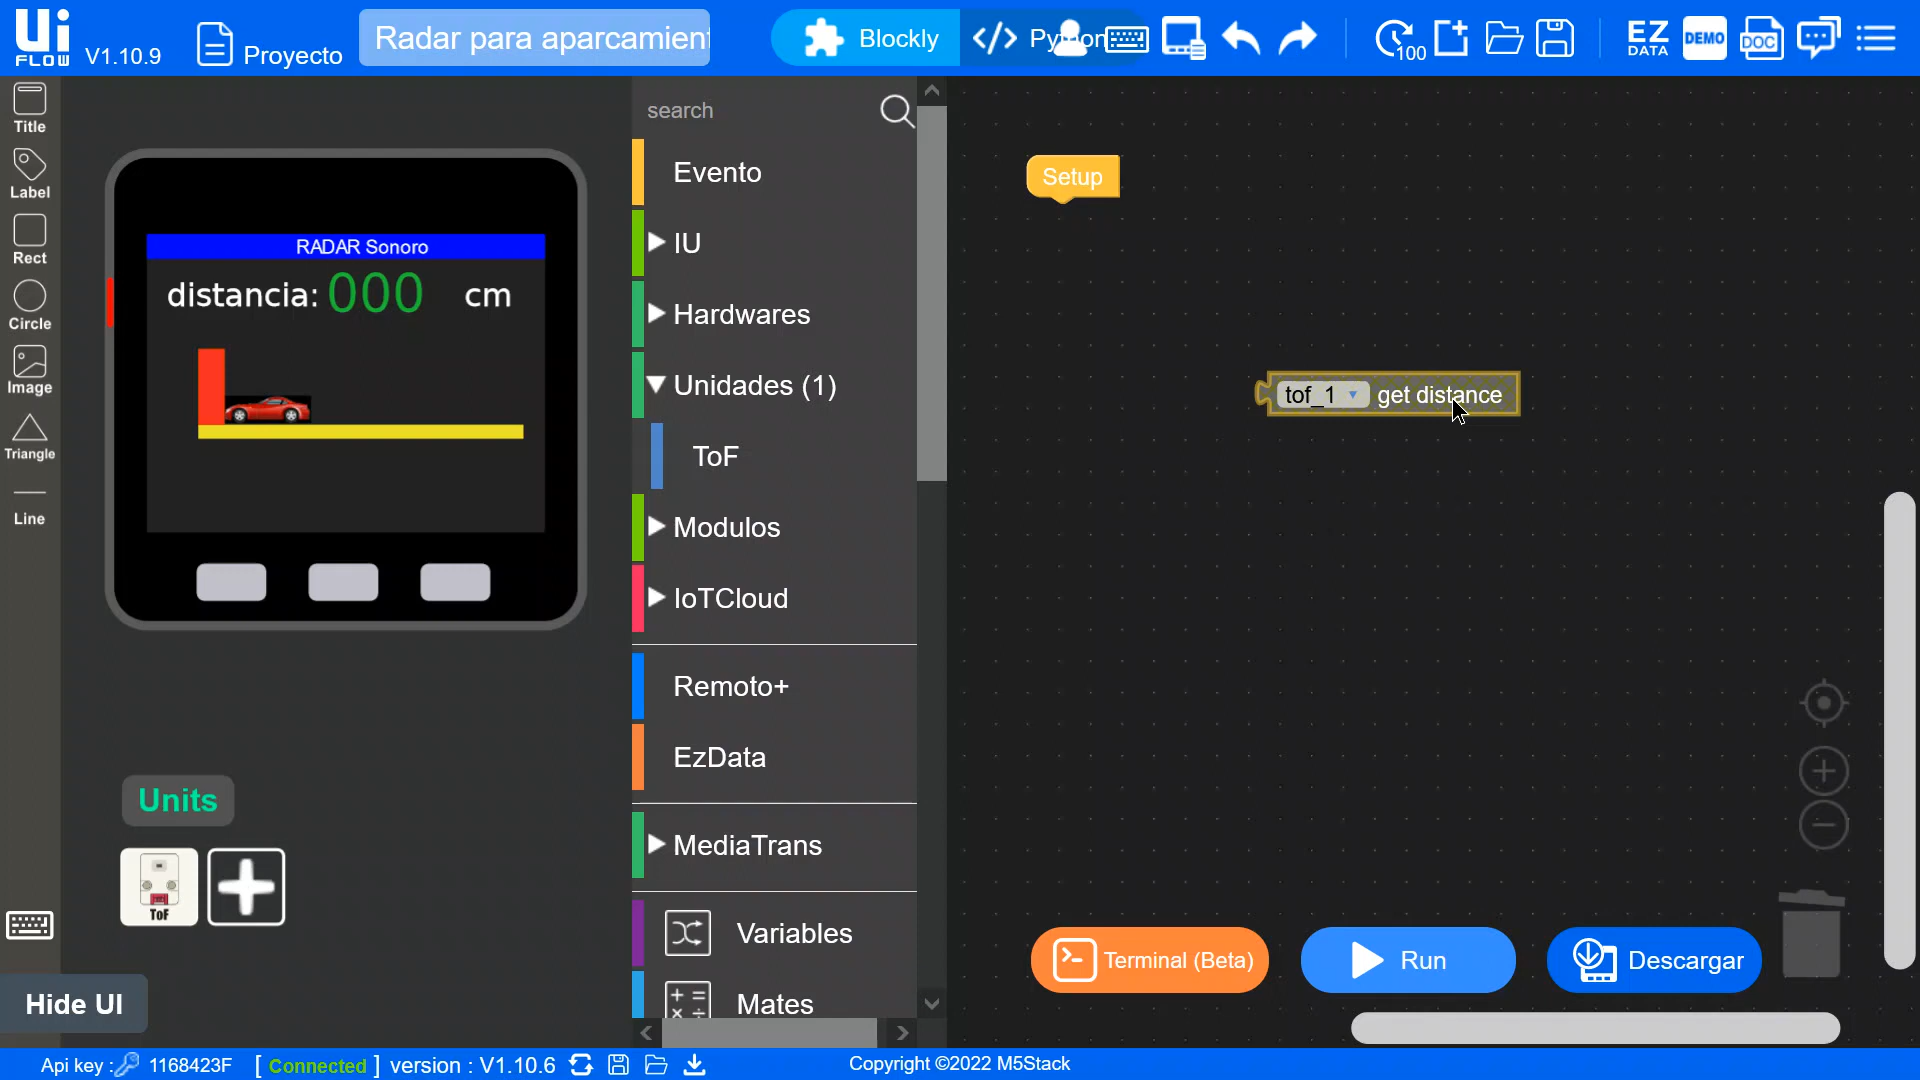 Ui
FLOW
V1.10.9
Proyecto
Radar para aparcamien
Blockly
</> Python
100
EZ
DATA
DEMO
DOC
Title
Label
Rect
Circle
Image
Triangle
Line
RADAR Sonoro
distancia: 000 cm
Units
ToF
Hide UI
search
Evento
IU
Hardwares
Unidades (1)
ToF
Modulos
IoTCloud
Remoto+
EzData
MediaTrans
Variables
Mates
Setup
tof_1 get distance
Terminal (Beta)
Run
Descargar
Api key : 1168423F [ Connected ] version : V1.10.6
Copyright ©2022 M5Stack